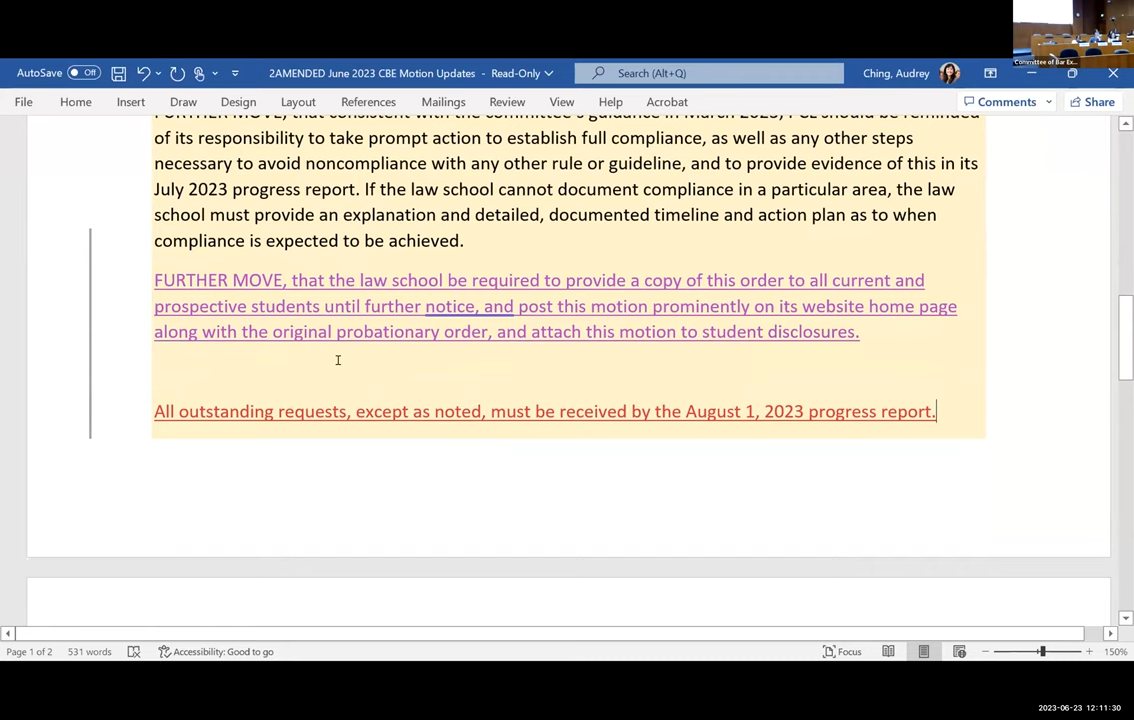 Committee of Bar Ex...
AutoSave Off 2AMENDED June 2023 CBE Motion Updates - Read-Only Search (Alt+Q) Ching, Audrey
File Home Insert Draw Design Layout References Mailings Review View Help Acrobat Comments Share
of its responsibility to take prompt action to establish full compliance, as well as any other steps
necessary to avoid noncompliance with any other rule or guideline, and to provide evidence of this in its
July 2023 progress report. If the law school cannot document compliance in a particular area, the law
school must provide an explanation and detailed, documented timeline and action plan as to when
compliance is expected to be achieved.
FURTHER MOVE, that the law school be required to provide a copy of this order to all current and
prospective students until further notice, and post this motion prominently on its website home page
along with the original probationary order, and attach this motion to student disclosures.
All outstanding requests, except as noted, must be received by the August 1, 2023 progress report.
Page 1 of 2 531 words Accessibility: Good to go Focus 150%
2023-06-23 12:11:30